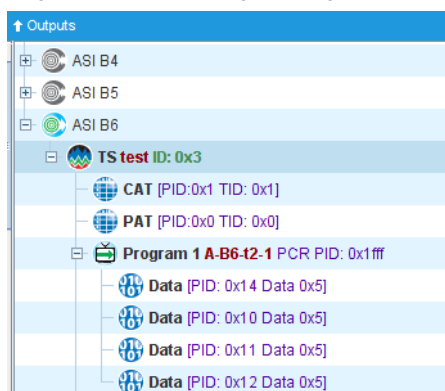 Outputs
ASI B4
ASI B5
ASI B6
TS test ID: 0x3
CAT [PID:0x1 TID: 0x1]
PAT [PID:0x0 TID: 0x0]
Program 1 A-B6-t2-1 PCR PID: 0x1fff
Data [PID: 0x14 Data 0x5]
Data [PID: 0x10 Data 0x5]
Data [PID: 0x11 Data 0x5]
Data [PID: 0x12 Data 0x5]